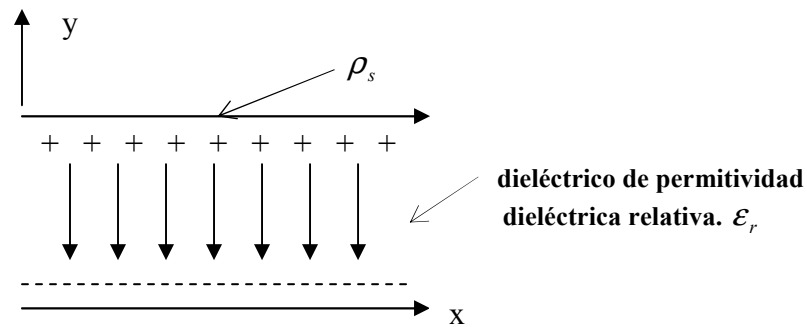 y
ρs
+ + + + + + + + +
dieléctrico de permitividad
dieléctrica relativa. εr
x